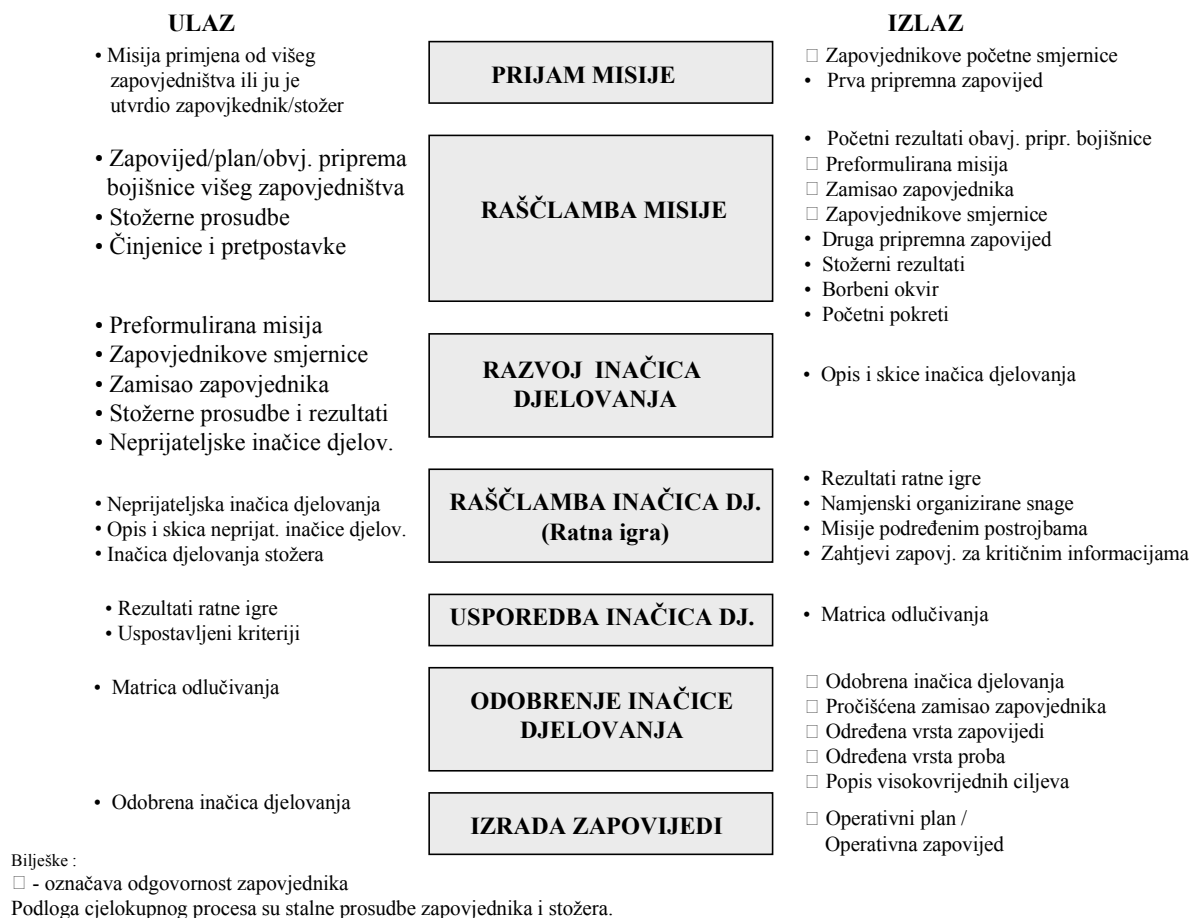 ULAZ
IZLAZ
• Misija primjena od višeg
zapovjedništva ili ju je
utvrdio zapovjkednik/stožer
PRIJAM MISIJE
□ Zapovjednikove početne smjernice
• Prva pripremna zapovijed
• Zapovijed/plan/obvj. priprema
bojišnice višeg zapovjedništva
• Stožerne prosudbe
• Činjenice i pretpostavke
RAŠČLAMBA MISIJE
• Početni rezultati obavj. pripr. bojišnice
□ Preformulirana misija
□ Zamisao zapovjednika
□ Zapovjednikove smjernice
• Druga pripremna zapovijed
• Stožerni rezultati
• Borbeni okvir
• Početni pokreti
• Preformulirana misija
• Zapovjednikove smjernice
• Zamisao zapovjednika
• Stožerne prosudbe i rezultati
• Neprijateljske inačice djelov.
RAZVOJ INAČICA
DJELOVANJA
• Opis i skice inačica djelovanja
• Neprijateljska inačica djelovanja
• Opis i skica neprijat. inačice djelov.
• Inačica djelovanja stožera
RAŠČLAMBA INAČICA DJ.
(Ratna igra)
• Rezultati ratne igre
• Namjenski organizirane snage
• Misije podređenim postrojbama
• Zahtjevi zapovj. za kritičnim informacijama
• Rezultati ratne igre
• Uspostavljeni kriteriji
USPOREDBA INAČICA DJ.
• Matrica odlučivanja
• Matrica odlučivanja
ODOBRENJE INAČICE
DJELOVANJA
□ Odobrena inačica djelovanja
□ Pročišćena zamisao zapovjednika
□ Određena vrsta zapovijedi
□ Određena vrsta proba
□ Popis visokovrijednih ciljeva
• Odobrena inačica djelovanja
IZRADA ZAPOVIJEDI
□ Operativni plan /
Operativna zapovijed
Bilješke :
□ - označava odgovornost zapovjednika
Podloga cjelokupnog procesa su stalne prosudbe zapovjednika i stožera.